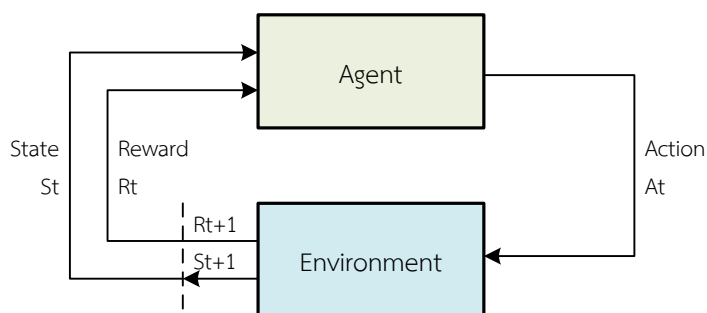 Agent
State
St
Reward
Rt
Action
At
Rt+1
St+1
Environment